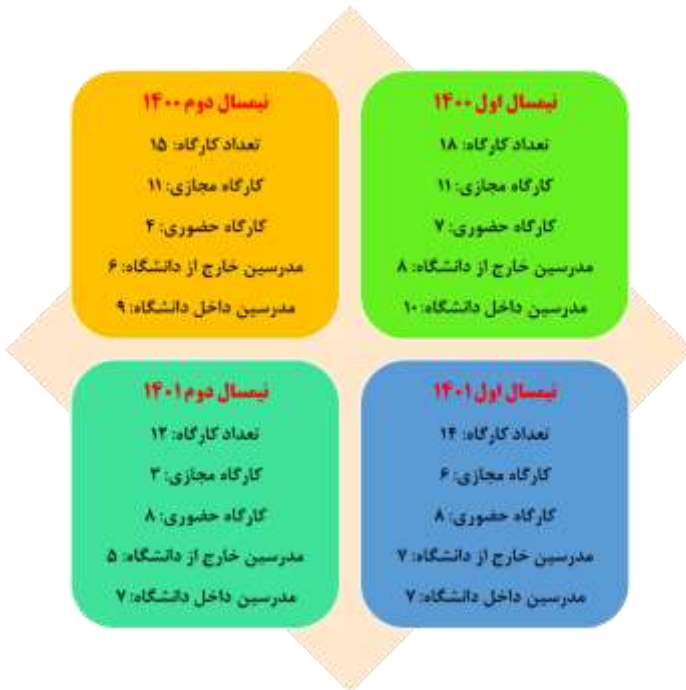 نیمسال اول ۱۴۰۰
تعداد کارگاه: ۱۸
کارگاه مجازی: ۱۱
کارگاه حضوری: ۷
مدرسین خارج از دانشگاه: ۸
مدرسین داخل دانشگاه: ۱۰
نیمسال دوم ۱۴۰۰
تعداد کارگاه: ۱۵
کارگاه مجازی: ۱۱
کارگاه حضوری: ۴
مدرسین خارج از دانشگاه: ۶
مدرسین داخل دانشگاه: ۹
نیمسال اول ۱۴۰۱
تعداد کارگاه: ۱۴
کارگاه مجازی: ۶
کارگاه حضوری: ۸
مدرسین خارج از دانشگاه: ۷
مدرسین داخل دانشگاه: ۷
نیمسال دوم ۱۴۰۱
تعداد کارگاه: ۱۲
کارگاه مجازی: ۳
کارگاه حضوری: ۸
مدرسین خارج از دانشگاه: ۵
مدرسین داخل دانشگاه: ۷